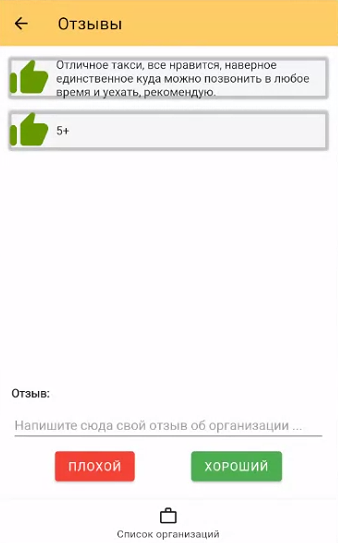 Отзывы
Отличное такси, все нравится, наверное
единственное куда можно позвонить в любое
время и уехать, рекомендую.
5+
Отзыв:
Напишите сюда свой отзыв об организации ...
ПЛОХОЙ
ХОРОШИЙ
Список организаций